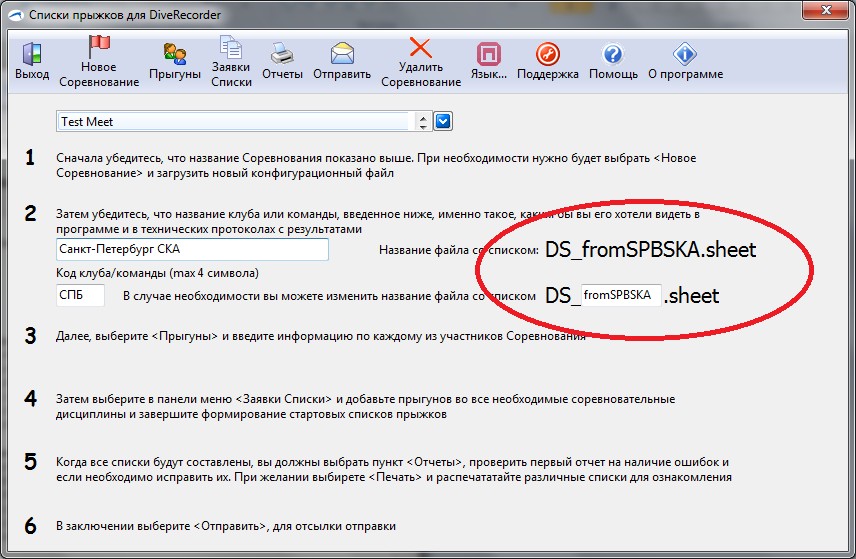 Списки прыжков для DiveRecorder
Выход
Новое
Соревнование
Прыгуны
Заявки
Списки
Отчеты
Отправить
Удалить
Соревнование
Язык...
Поддержка
Помощь
О программе
Test Meet
1 Сначала убедитесь, что название Соревнования показано выше. При необходимости нужно будет выбрать <Новое
Соревнование> и загрузить новый конфигурационный файл
2 Затем убедитесь, что название клуба или команды, введенное ниже, именно такое, каким бы вы его хотели видеть в
программе и в технических протоколах с результатами
Санкт-Петербург СКА Название файла со списком: DS_fromSPBSKA.sheet
Код клуба/команды (max 4 символа)
СПБ В случае необходимости вы можете изменить название файла со списком DS_ fromSPBSKA .sheet
3 Далее, выберите <Прыгуны> и введите информацию по каждому из участников Соревнования
4 Затем выберите в панели меню <Заявки Списки> и добавьте прыгунов во все необходимые соревновательные
дисциплины и завершите формирование стартовых списков прыжков
5 Когда все списки будут составлены, вы должны выбрать пункт <Отчеты>, проверить первый отчет на наличие ошибок и
если необходимо исправить их. При желании выбирете <Печать> и распечататайте различные списки для ознакомления
6 В заключении выберите <Отправить>, для отсылки отправки